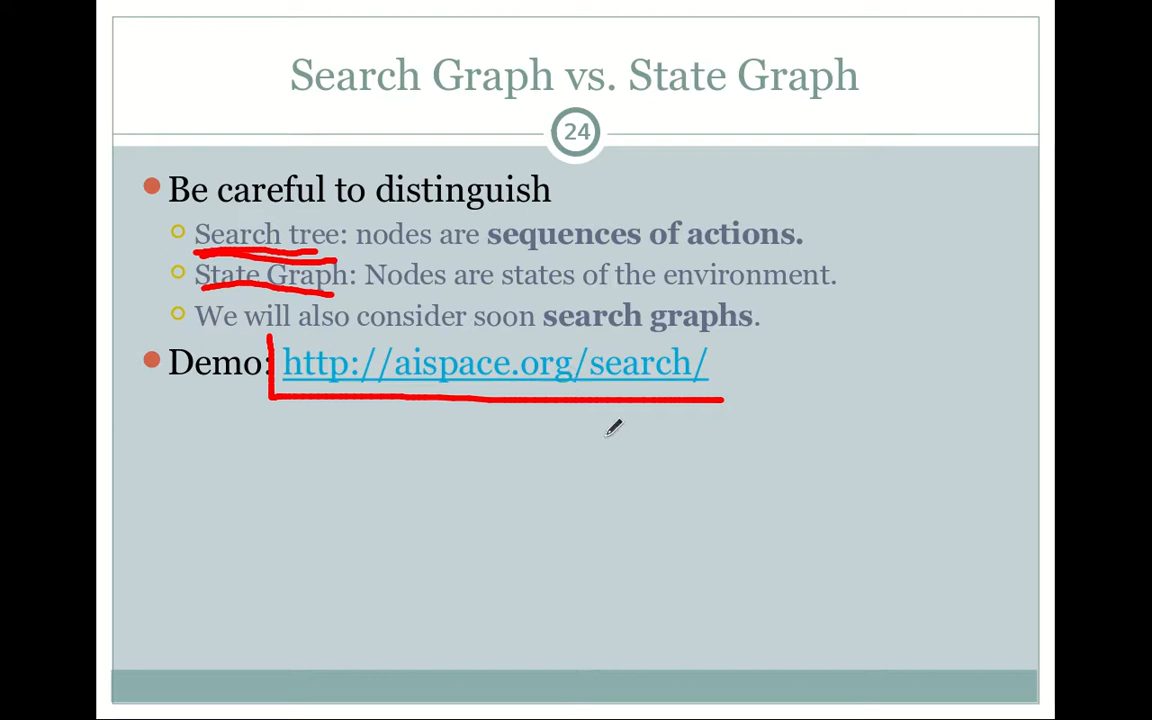 Search Graph vs. State Graph
24
Be careful to distinguish
Search tree: nodes are sequences of actions.
State Graph: Nodes are states of the environment.
We will also consider soon search graphs.
Demo: http://aispace.org/search/